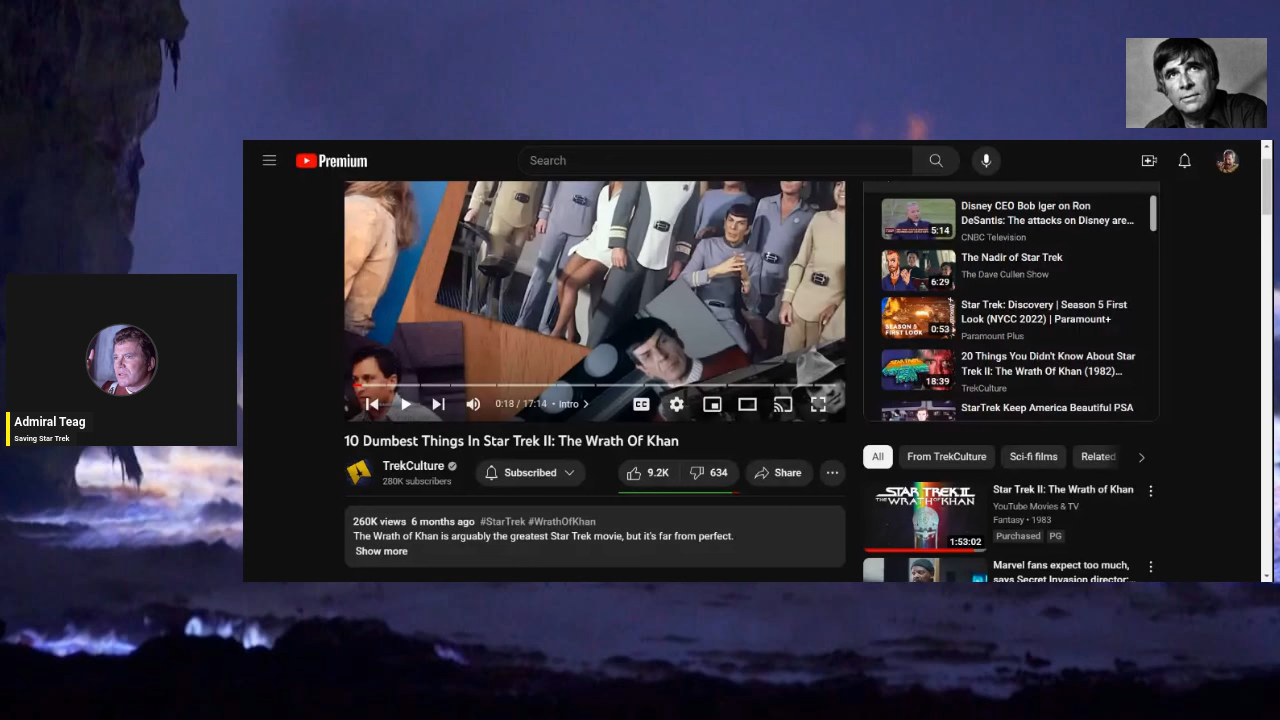 Premium
Search
5:14
Disney CEO Bob Iger on Ron
DeSantis: The attacks on Disney are...
CNBC Television
6:29
The Nadir of Star Trek
The Dave Cullen Show
SEASON 5
FIRST LOOK
0:53
Star Trek: Discovery | Season 5 First
Look (NYCC 2022) | Paramount+
Paramount Plus
18:39
20 Things You Didn't Know About Star
Trek II: The Wrath Of Khan (1982)...
TrekCulture
StarTrek Keep America Beautiful PSA
0:18 / 17:14 • Intro
CC
10 Dumbest Things In Star Trek II: The Wrath Of Khan
TrekCulture
280K subscribers
Subscribed
9.2K
634
Share
260K views 6 months ago #StarTrek #WrathOfKhan
The Wrath of Khan is arguably the greatest Star Trek movie, but it's far from perfect.
Show more
All
From TrekCulture
Sci-fi films
Related
STAR TREK II
THE WRATH OF KHAN
1:53:02
Star Trek II: The Wrath of Khan
YouTube Movies & TV
Fantasy • 1983
Purchased
PG
Marvel fans expect too much,
says Secret Invasion director:
Admiral Teag
Saving Star Trek